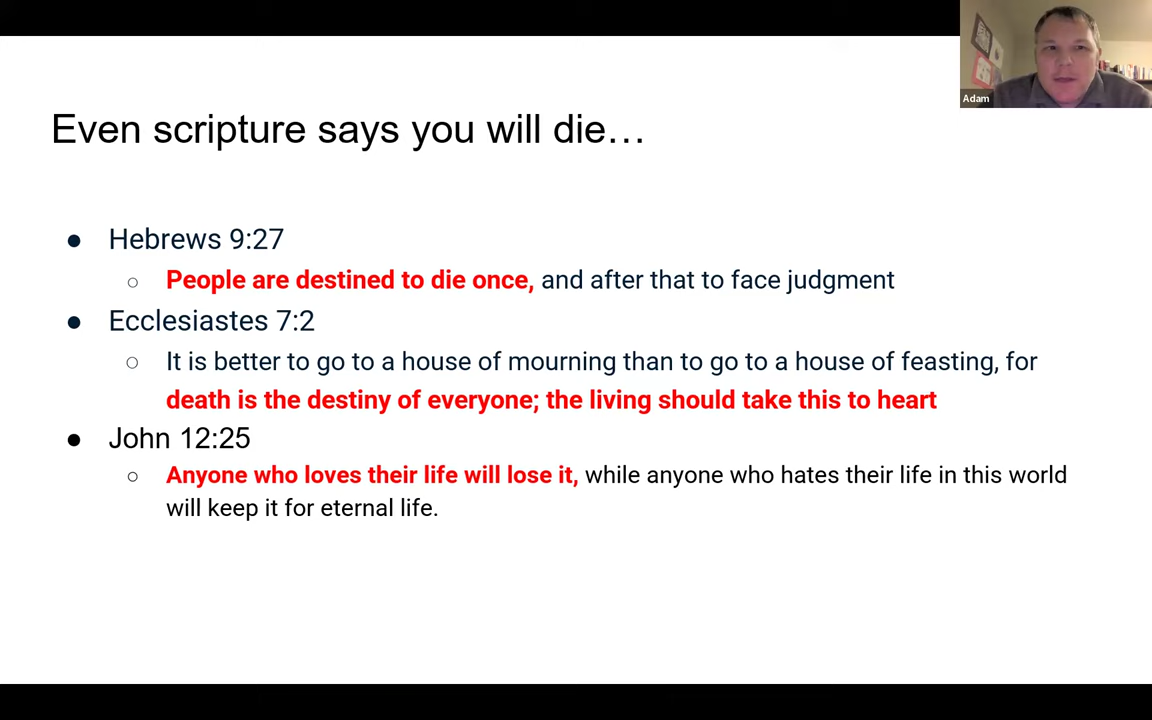 Adam
Even scripture says you will die…
● Hebrews 9:27
○ People are destined to die once, and after that to face judgment
● Ecclesiastes 7:2
○ It is better to go to a house of mourning than to go to a house of feasting, for
death is the destiny of everyone; the living should take this to heart
● John 12:25
○ Anyone who loves their life will lose it, while anyone who hates their life in this world
will keep it for eternal life.